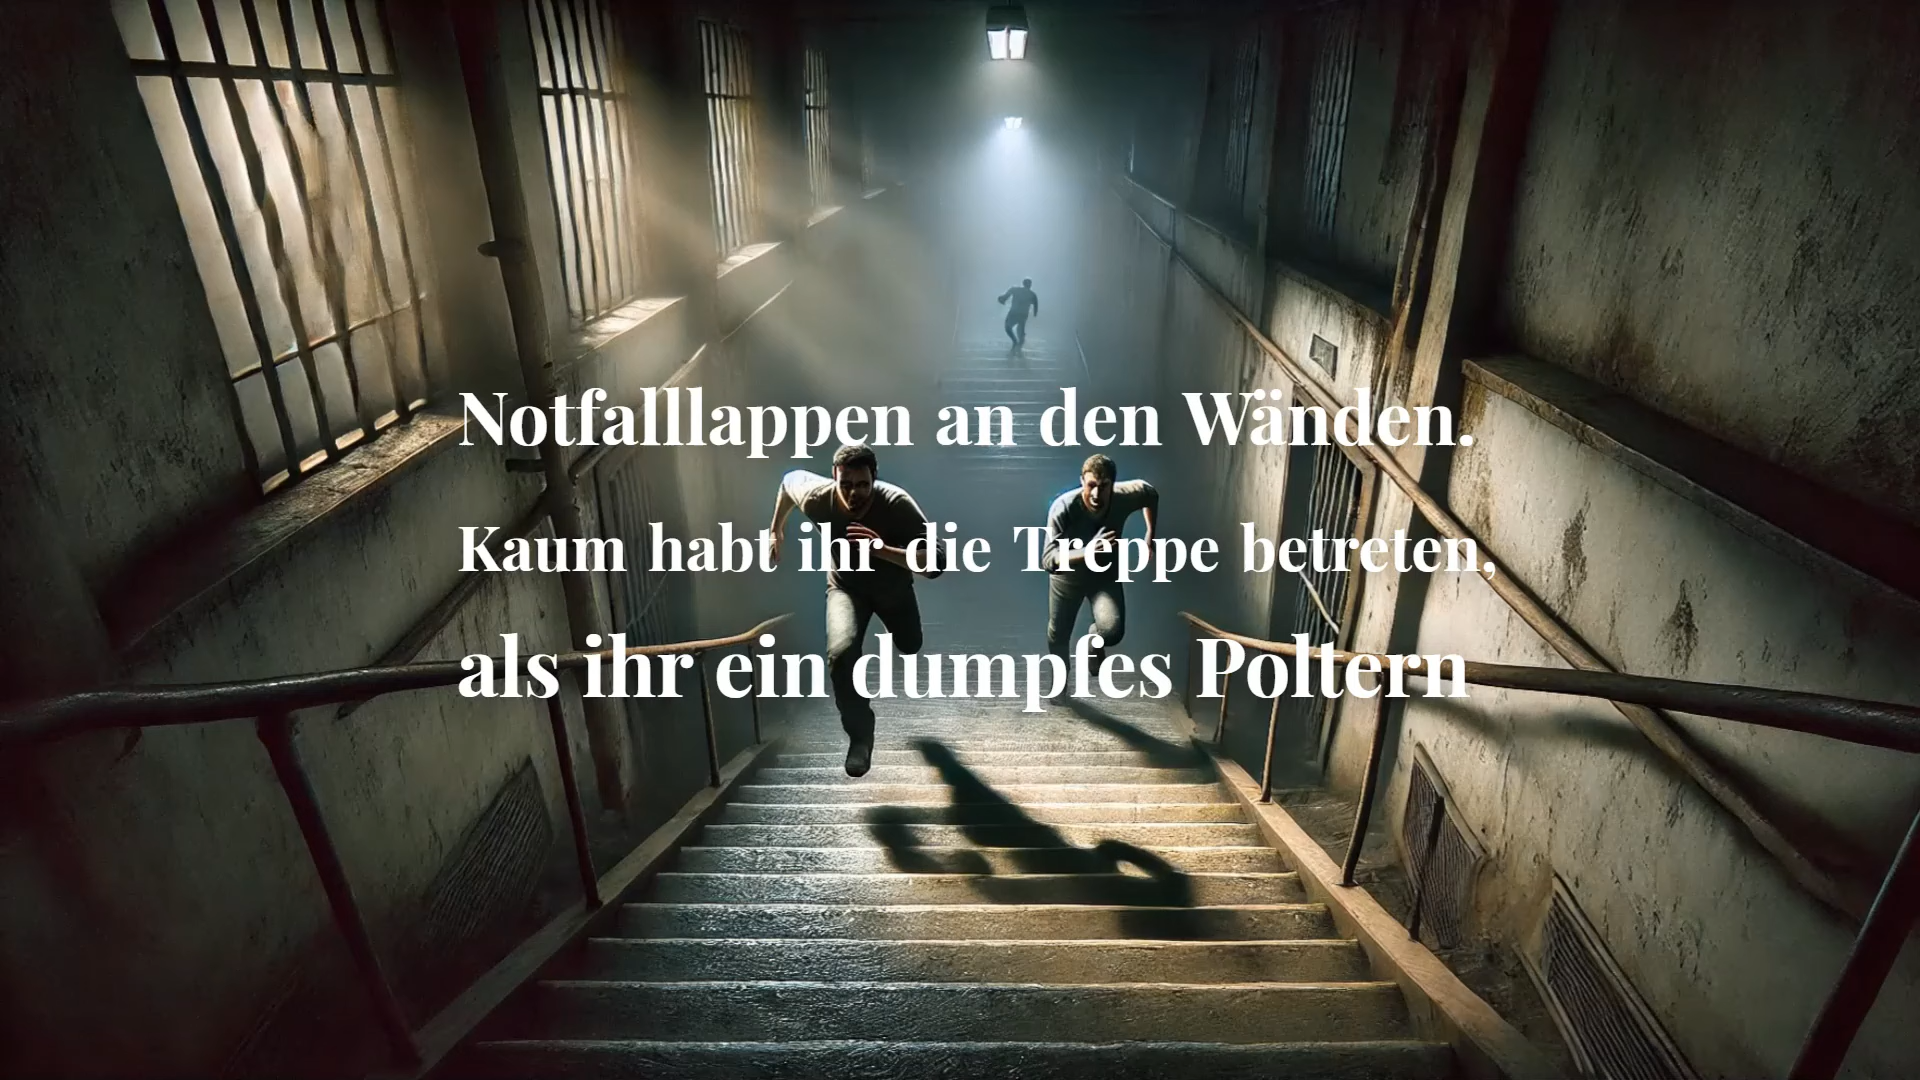 Notfalllappen an den Wänden.
Kaum habt ihr die Treppe betreten,
als ihr ein dumpfes Poltern